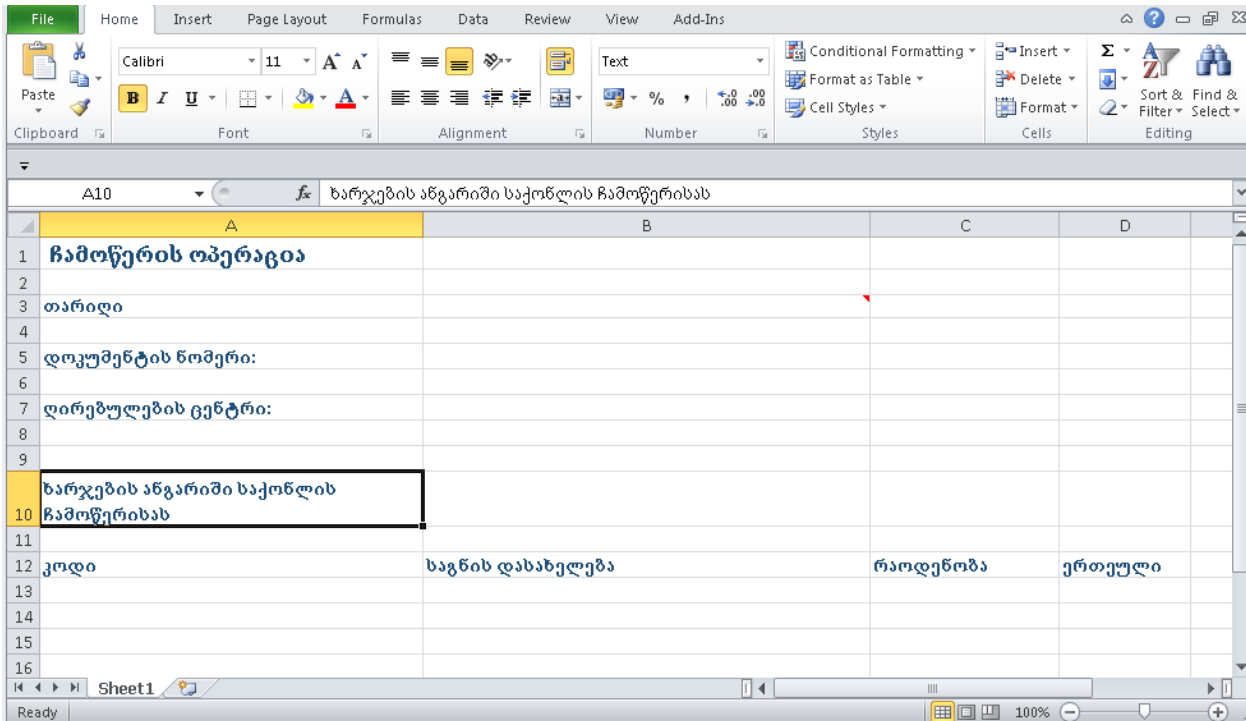 File Home Insert Page Layout Formulas Data Review View Add-Ins
Calibri 11 Text Conditional Formatting Insert Σ
Paste Format as Table Delete Sort & Find &
B I U A % , Cell Styles Format Filter Select
Clipboard Font Alignment Number Styles Cells Editing
A10 fx ხარჯების ანგარიში საქონლის ჩამოწერისას
A B C D
1 ჩამოწერის ოპერაცია
2
3 თარიღი
4
5 დოკუმენტის ნომერი:
6
7 ღირებულების ცენტრი:
8
9
ხარჯების ანგარიში საქონლის
10 ჩამოწერისას
11
12 კოდი საგნის დასახელება რაოდენობა ერთეული
13
14
15
16
Sheet1
Ready 100%